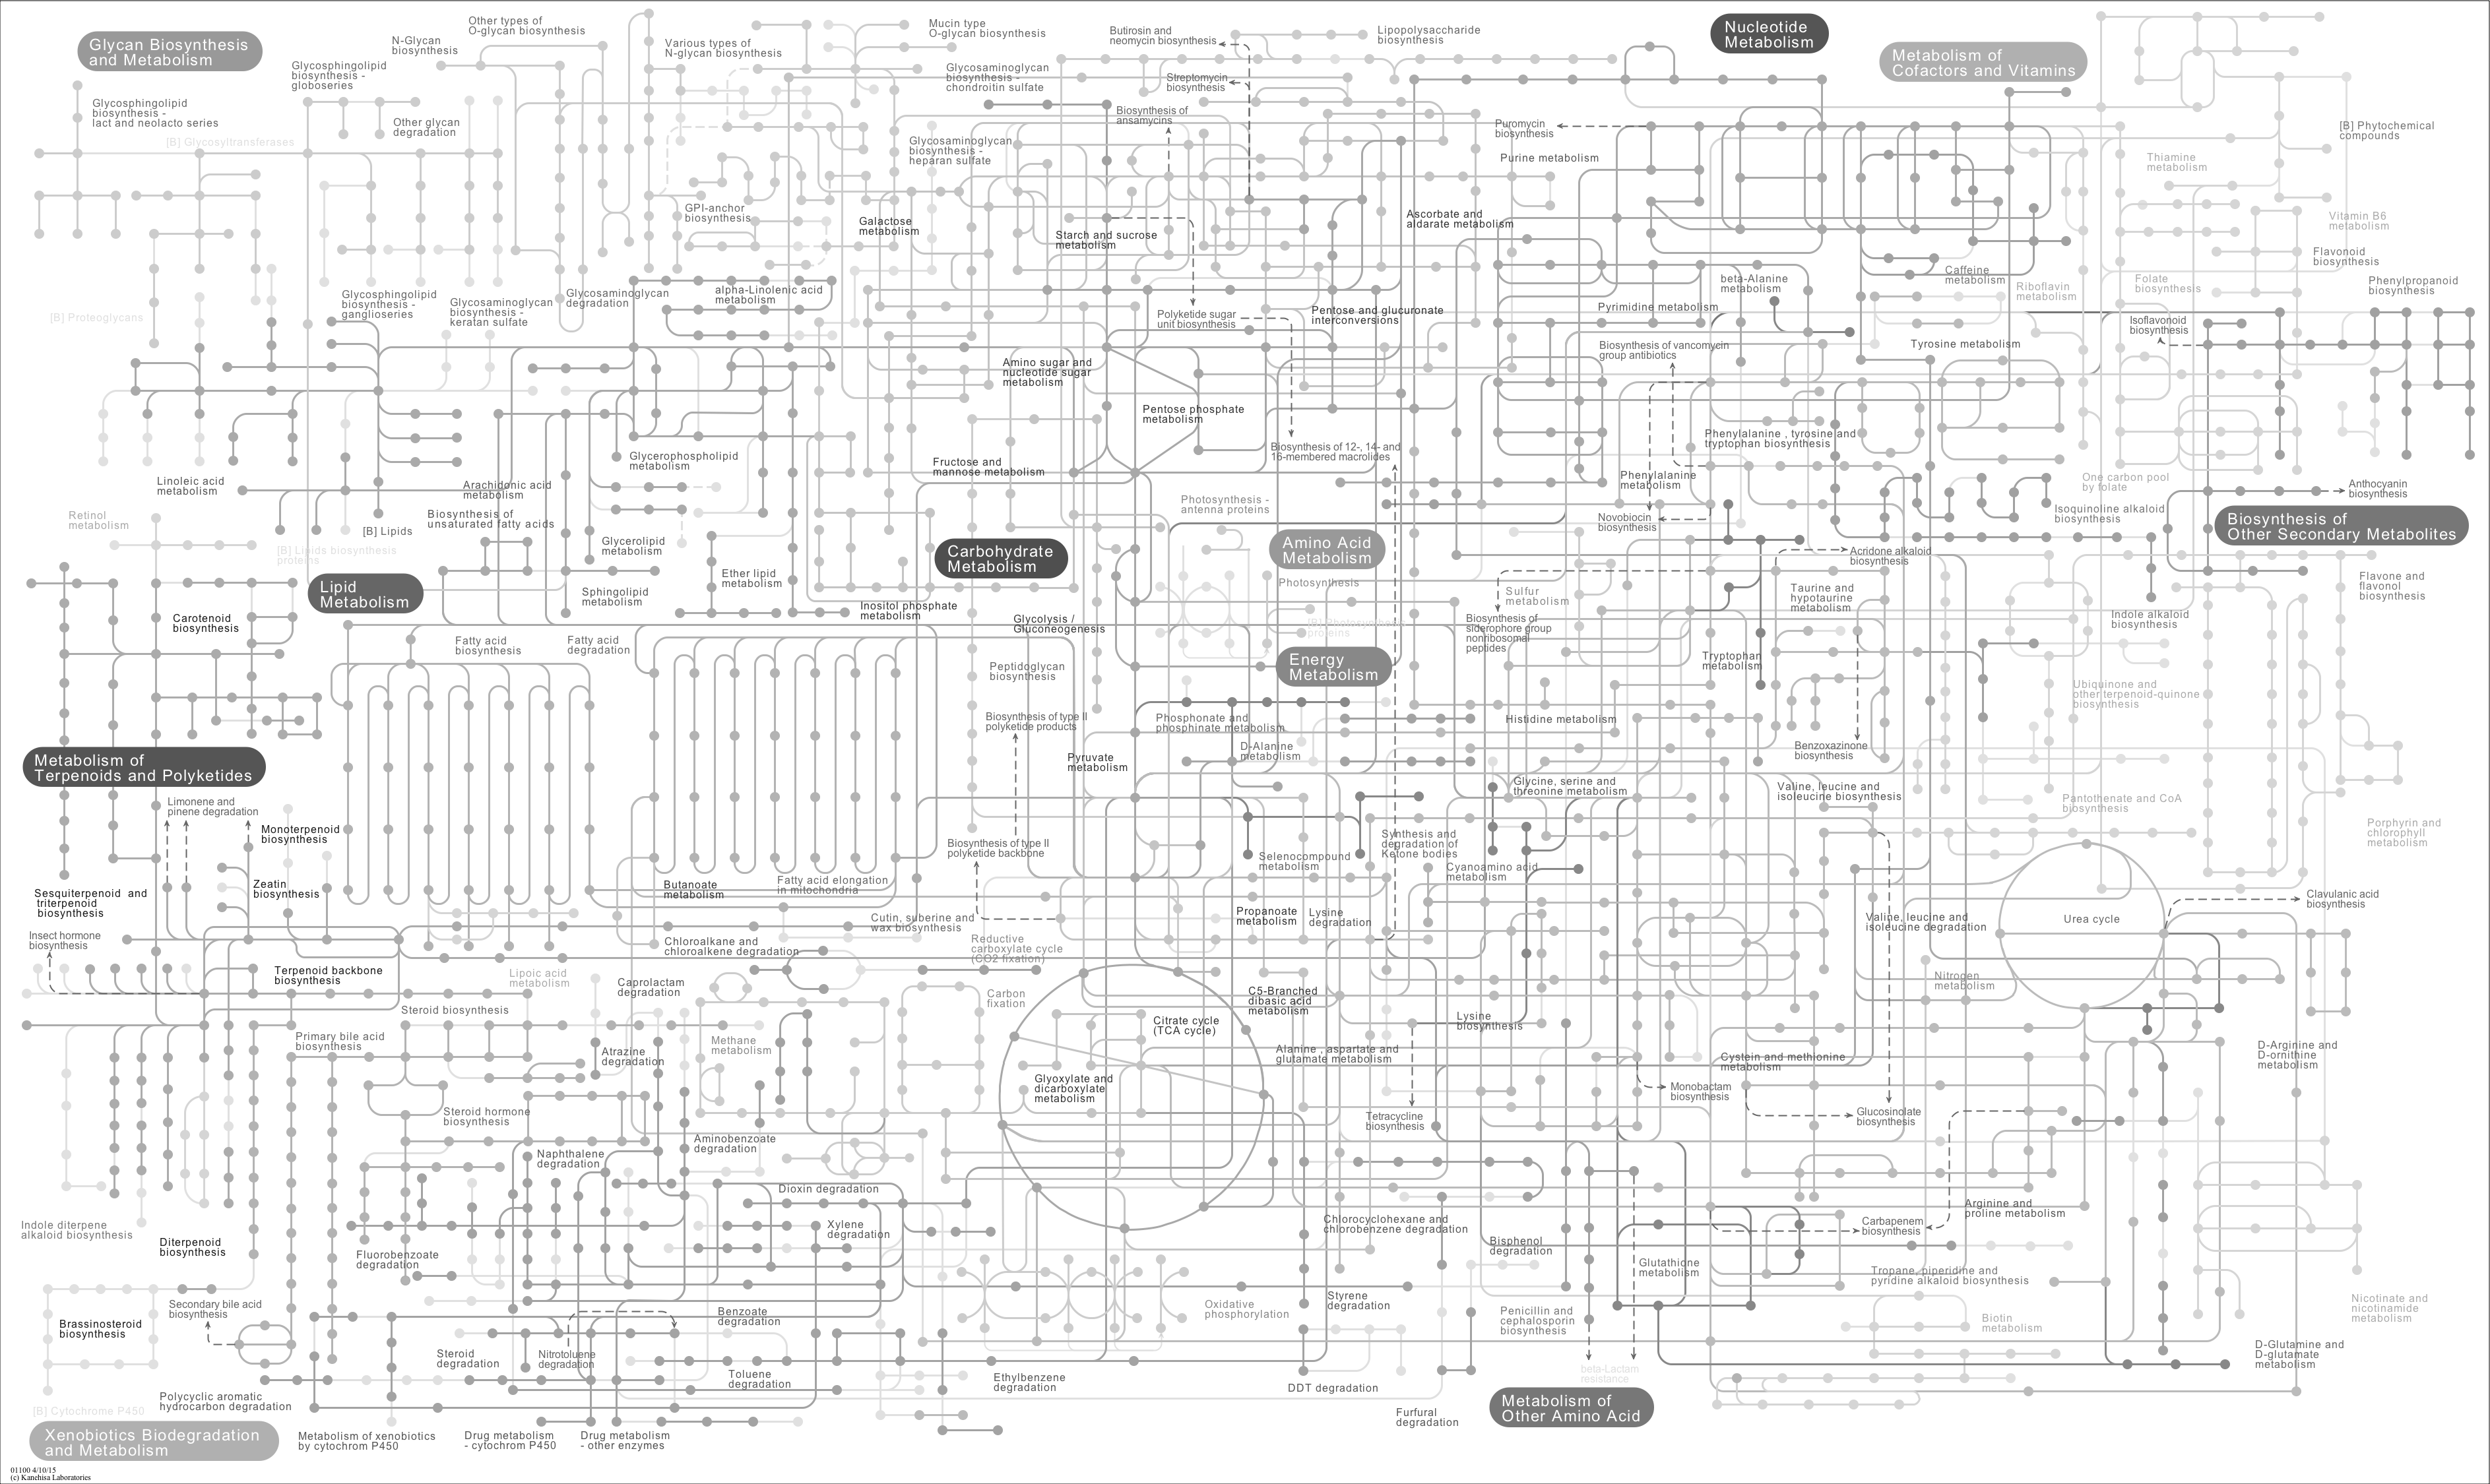 Glycan Biosynthesis
and Metabolism
Glycosphingolipid
biosynthesis -
lact and neolacto series
[B] Glycosyltransferases
Glycosphingolipid
biosynthesis -
globoseries
N-Glycan
biosynthesis
Other types of
O-glycan biosynthesis
Other glycan
degradation
Various types of
N-glycan biosynthesis
Mucin type
O-glycan biosynthesis
Glycosaminoglycan
biosynthesis -
chondroitin sulfate
Glycosaminoglycan
biosynthesis -
heparan sulfate
GPI-anchor
biosynthesis
Galactose
metabolism
Butirosin and
neomycin biosynthesis
Streptomycin
biosynthesis
Biosynthesis of
ansamycins
Lipopolysaccharide
biosynthesis
Puromycin
biosynthesis
Purine metabolism
Nucleotide
Metabolism
Metabolism of
Cofactors and Vitamins
[B] Phytochemical
compounds
Thiamine
metabolism
Vitamin B6
metabolism
Flavonoid
biosynthesis
Phenylpropanoid
biosynthesis
Folate
biosynthesis
Riboflavin
metabolism
Caffeine
metabolism
Isoflavonoid
biosynthesis
Starch and sucrose
metabolism
Ascorbate and
aldarate metabolism
beta-Alanine
metabolism
Pyrimidine metabolism
Tyrosine metabolism
[B] Proteoglycans
Glycosphingolipid
biosynthesis -
ganglioseries
Glycosaminoglycan
biosynthesis -
keratan sulfate
Glycosaminoglycan
degradation
alpha-Linolenic acid
metabolism
Polyketide sugar
unit biosynthesis
Pentose and glucuronate
interconversions
Biosynthesis of vancomycin
group antibiotics
Amino sugar and
nucleotide sugar
metabolism
Pentose phosphate
metabolism
Biosynthesis of 12-, 14- and
16-membered macrolides
Phenylalanine , tyrosine and
tryptophan biosynthesis
Phenylalanine
metabolism
Fructose and
mannose metabolism
Glycerophospholipid
metabolism
Linoleic acid
metabolism
Arachidonic acid
metabolism
Biosynthesis of
unsaturated fatty acids
[B] Lipids
[B] Lipids biosynthesis
proteins
Retinol
metabolism
Glycerolipid
metabolism
Photosynthesis -
antenna proteins
Novobiocin
biosynthesis
One carbon pool
by folate
Isoquinoline alkaloid
biosynthesis
Anthocyanin
biosynthesis
Biosynthesis of
Other Secondary Metabolites
Amino Acid
Metabolism
Carbohydrate
Metabolism
Lipid
Metabolism
Carotenoid
biosynthesis
Sphingolipid
metabolism
Ether lipid
metabolism
Inositol phosphate
metabolism
Photosynthesis
[B] Photosynthesis
proteins
Sulfur
metabolism
Biosynthesis of
siderophore group
nonribosomal
peptides
Acridone alkaloid
biosynthesis
Taurine and
hypotaurine
metabolism
Indole alkaloid
biosynthesis
Flavone and
flavonol
biosynthesis
Fatty acid
biosynthesis
Fatty acid
degradation
Glycolysis /
Gluconeogenesis
Peptidoglycan
biosynthesis
Energy
Metabolism
Tryptophan
metabolism
Ubiquinone and
other terpenoid-quinone
biosynthesis
Biosynthesis of type II
polyketide products
Phosphonate and
phosphinate metabolism
Histidine metabolism
D-Alanine
metabolism
Benzoxazinone
biosynthesis
Pyruvate
metabolism
Glycine, serine and
threonine metabolism
Valine, leucine and
isoleucine biosynthesis
Pantothenate and CoA
biosynthesis
Porphyrin and
chlorophyll
metabolism
Metabolism of
Terpenoids and Polyketides
Limonene and
pinene degradation
Monoterpenoid
biosynthesis
Biosynthesis of type II
polyketide backbone
Selenocompound
metabolism
Synthesis and
degradation of
Ketone bodies
Cyanoamino acid
metabolism
Sesquiterpenoid and
triterpenoid
biosynthesis
Zeatin
biosynthesis
Butanoate
metabolism
Fatty acid elongation
in mitochondria
Cutin, suberine and
wax biosynthesis
Propanoate
metabolism
Lysine
degradation
Valine, leucine and
isoleucine degradation
Urea cycle
Clavulanic acid
biosynthesis
Insect hormone
biosynthesis
Terpenoid backbone
biosynthesis
Chloroalkane and
chloroalkene degradation
Reductive
carboxylate cycle
(CO2 fixation)
Lipoic acid
metabolism
Caprolactam
degradation
Carbon
fixation
C5-Branched
dibasic acid
metabolism
Nitrogen
metabolism
Steroid biosynthesis
Citrate cycle
(TCA cycle)
Lysine
biosynthesis
Primary bile acid
biosynthesis
Atrazine
degradation
Methane
metabolism
Alanine , aspartate and
glutamate metabolism
Cystein and methionine
metabolism
D-Arginine and
D-ornithine
metabolism
Glyoxylate and
dicarboxylate
metabolism
Monobactam
biosynthesis
Steroid hormone
biosynthesis
Tetracycline
biosynthesis
Glucosinolate
biosynthesis
Aminobenzoate
degradation
Naphthalene
degradation
Dioxin degradation
Indole diterpene
alkaloid biosynthesis
Diterpenoid
biosynthesis
Fluorobenzoate
degradation
Xylene
degradation
Chlorocyclohexane and
chlorobenzene degradation
Arginine and
proline metabolism
Carbapenem
biosynthesis
Bisphenol
degradation
Glutathione
metabolism
Tropane, piperidine and
pyridine alkaloid biosynthesis
Brassinosteroid
biosynthesis
Secondary bile acid
biosynthesis
Benzoate
degradation
Oxidative
phosphorylation
Styrene
degradation
Penicillin and
cephalosporin
biosynthesis
Biotin
metabolism
Nicotinate and
nicotinamide
metabolism
Steroid
degradation
Nitrotoluene
degradation
Toluene
degradation
Ethylbenzene
degradation
DDT degradation
beta-Lactam
resistance
D-Glutamine and
D-glutamate
metabolism
Polycyclic aromatic
hydrocarbon degradation
[B] Cytochrome P450
Xenobiotics Biodegradation
and Metabolism
Metabolism of xenobiotics
by cytochrom P450
Drug metabolism
- cytochrom P450
Drug metabolism
- other enzymes
Furfural
degradation
Metabolism of
Other Amino Acid
01100 4/10/15
(c) Kanehisa Laboratories